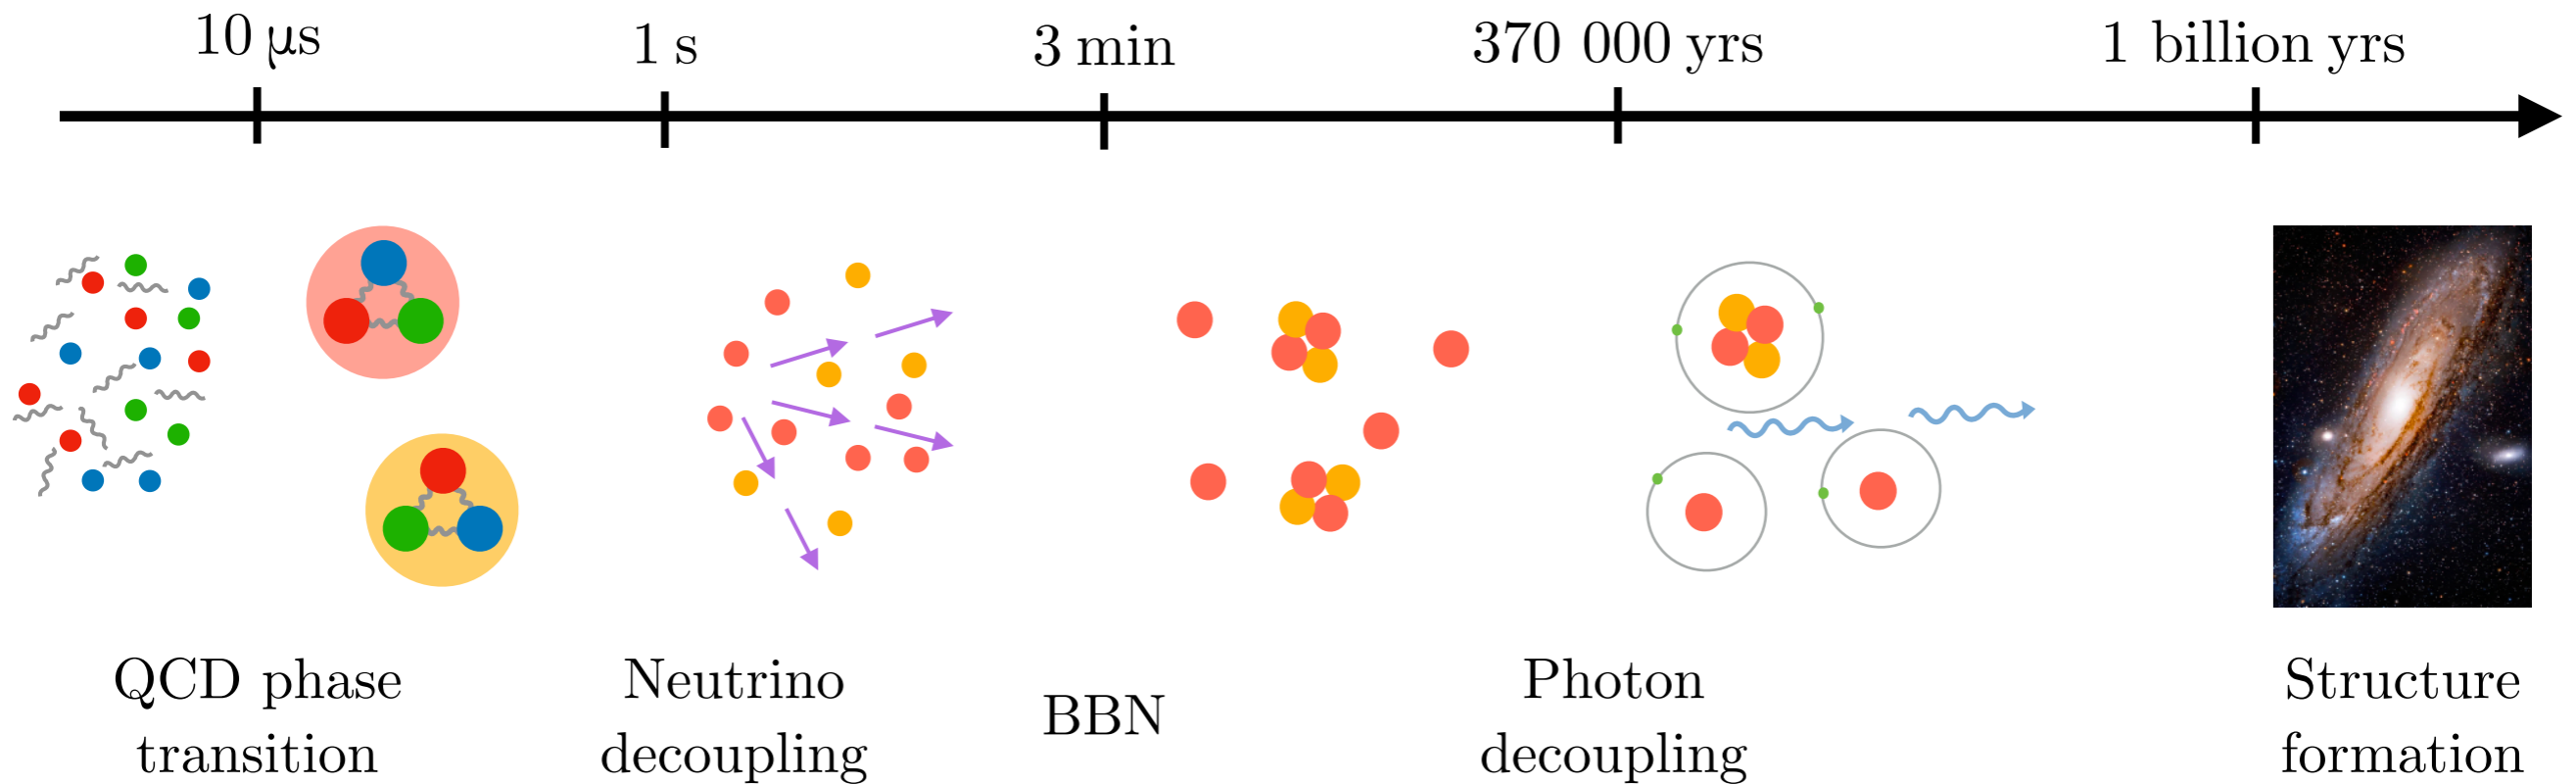 10 μs
1 s
3 min
370 000 yrs
1 billion yrs
QCD phase
transition
Neutrino
decoupling
BBN
Photon
decoupling
Structure
formation